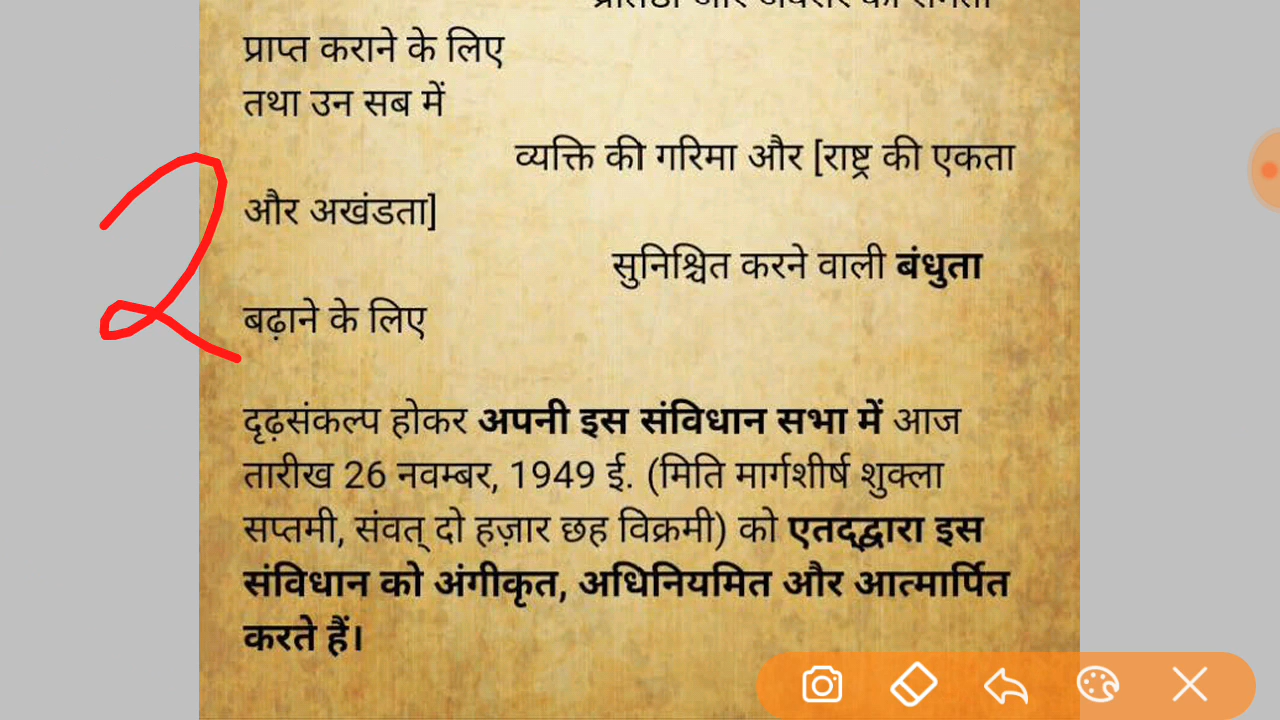 प्राप्त कराने के लिए
तथा उन सब में
व्यक्ति की गरिमा और [राष्ट्र की एकता
और अखंडता]
सुनिश्चित करने वाली बंधुता
बढ़ाने के लिए
2
दृढ़संकल्प होकर अपनी इस संविधान सभा में आज
तारीख 26 नवम्बर, 1949 ई. (मिति मार्गशीर्ष शुक्ला
सप्तमी, संवत् दो हज़ार छह विक्रमी) को एतद्द्वारा इस
संविधान को अंगीकृत, अधिनियमित और आत्मार्पित
करते हैं।